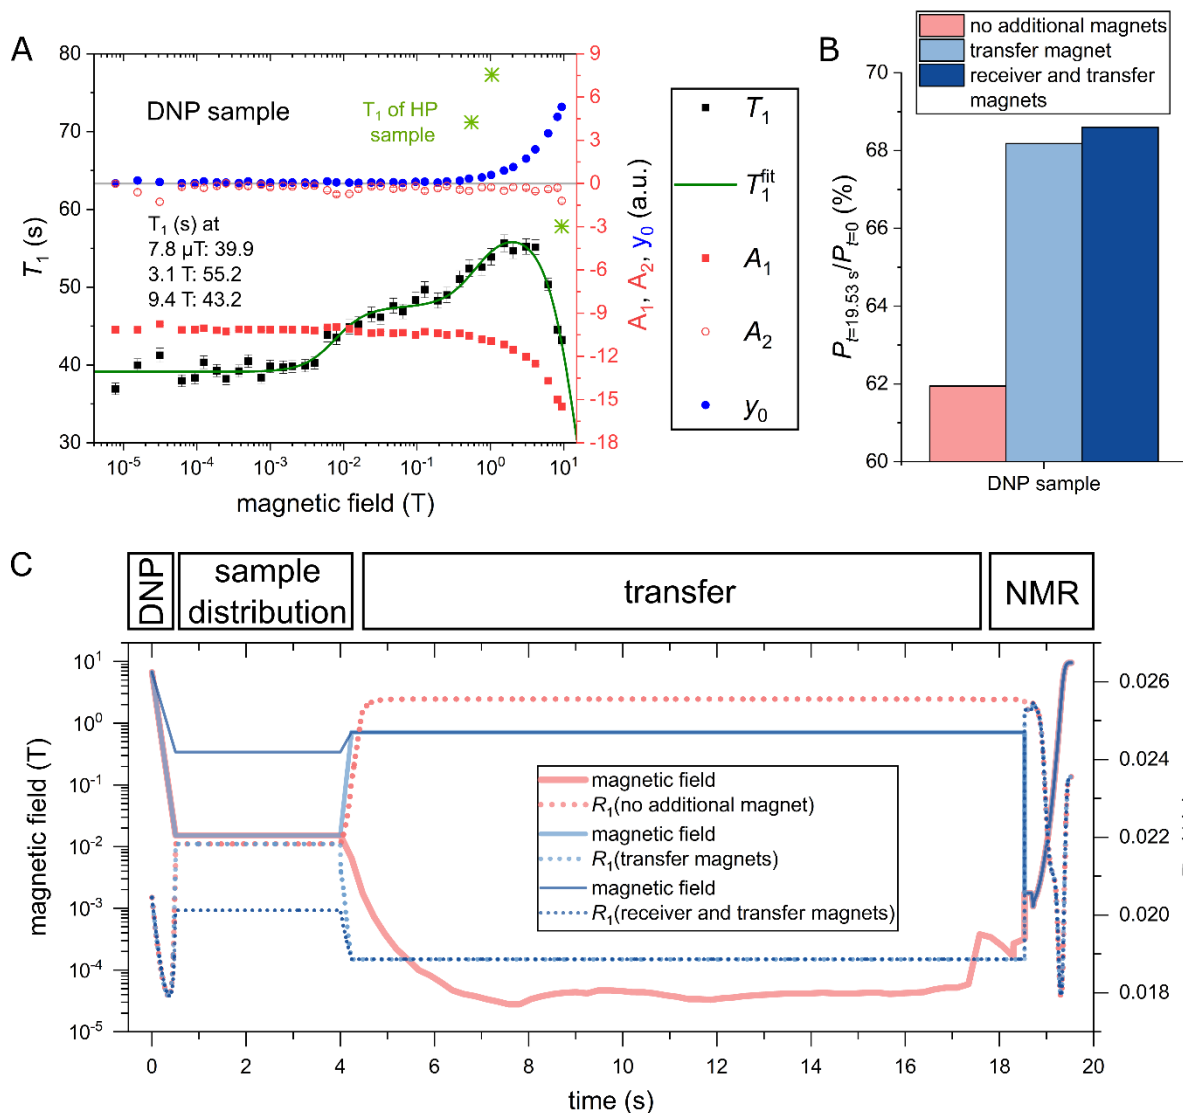 A
DNP sample
T₁ of HP
sample
T₁ (s) at
7.8 µT: 39.9
3.1 T: 55.2
9.4 T: 43.2
80
70
60
50
40
30
T₁ (s)
9
6
3
0
-3
-6
-9
-12
-15
-18
A₁, A₂, y₀ (a.u.)
10⁻⁵ 10⁻⁴ 10⁻³ 10⁻² 10⁻¹ 10⁰ 10¹
magnetic field (T)
T₁
T₁ᶠⁱᵗ
A₁
A₂
y₀
B
no additional magnets
transfer magnet
receiver and transfer
magnets
70
68
66
64
62
60
P_{t=19.53 s}/P_{t=0} (%)
DNP sample
C
DNP
sample
distribution
transfer
NMR
10¹
10⁰
10⁻¹
10⁻²
10⁻³
10⁻⁴
10⁻⁵
magnetic field (T)
magnetic field
R₁(no additional magnet)
magnetic field
R₁(transfer magnets)
magnetic field
R₁(receiver and transfer magnets)
0.026
0.024
0.022
0.020
0.018
0 2 4 6 8 10 12 14 16 18 20
time (s)